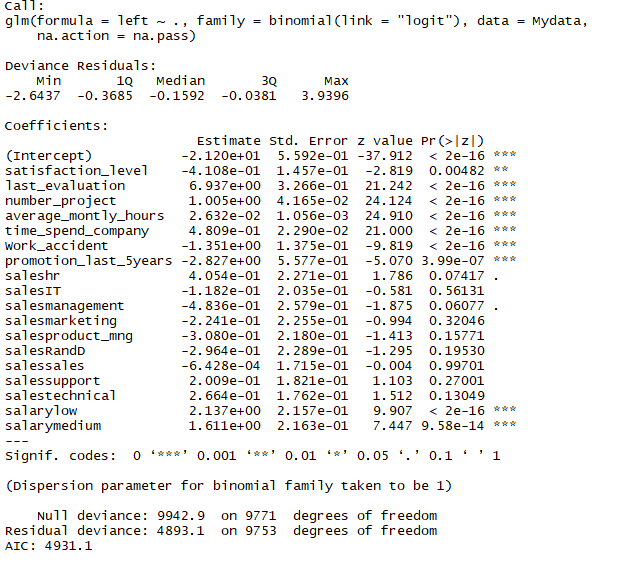 Call:
glm(formula = left ~ ., family = binomial(link = "logit"), data = Mydata,
    na.action = na.pass)
Deviance Residuals:
    Min      1Q  Median      3Q     Max
-2.6437 -0.3685 -0.1592 -0.0381  3.9396
Coefficients:
                        Estimate Std. Error z value Pr(>|z|)
(Intercept)           -2.120e+01  5.592e-01 -37.912  < 2e-16 ***
satisfaction_level    -4.108e-01  1.457e-01  -2.819  0.00482 **
last_evaluation        6.937e+00  3.266e-01  21.242  < 2e-16 ***
number_project         1.005e+00  4.165e-02  24.124  < 2e-16 ***
average_montly_hours   2.632e-02  1.056e-03  24.910  < 2e-16 ***
time_spend_company     4.809e-01  2.290e-02  21.000  < 2e-16 ***
Work_accident         -1.351e+00  1.375e-01  -9.819  < 2e-16 ***
promotion_last_5years -2.827e+00  5.577e-01  -5.070 3.99e-07 ***
saleshr                4.054e-01  2.271e-01   1.786  0.07417 .
salesIT               -1.182e-01  2.035e-01  -0.581  0.56131
salesmanagement       -4.836e-01  2.579e-01  -1.875  0.06077 .
salesmarketing        -2.241e-01  2.255e-01  -0.994  0.32046
salesproduct_mng      -3.080e-01  2.180e-01  -1.413  0.15771
salesRandD            -2.964e-01  2.289e-01  -1.295  0.19530
salessales            -6.428e-04  1.715e-01  -0.004  0.99701
salessupport           2.009e-01  1.821e-01   1.103  0.27001
salestechnical         2.664e-01  1.762e-01   1.512  0.13049
salarylow              2.137e+00  2.157e-01   9.907  < 2e-16 ***
salarymedium           1.611e+00  2.163e-01   7.447 9.58e-14 ***
---
Signif. codes:  0 ‘***’ 0.001 ‘**’ 0.01 ‘*’ 0.05 ‘.’ 0.1 ‘ ’ 1
(Dispersion parameter for binomial family taken to be 1)
    Null deviance: 9942.9  on 9771  degrees of freedom
Residual deviance: 4893.1  on 9753  degrees of freedom
AIC: 4931.1